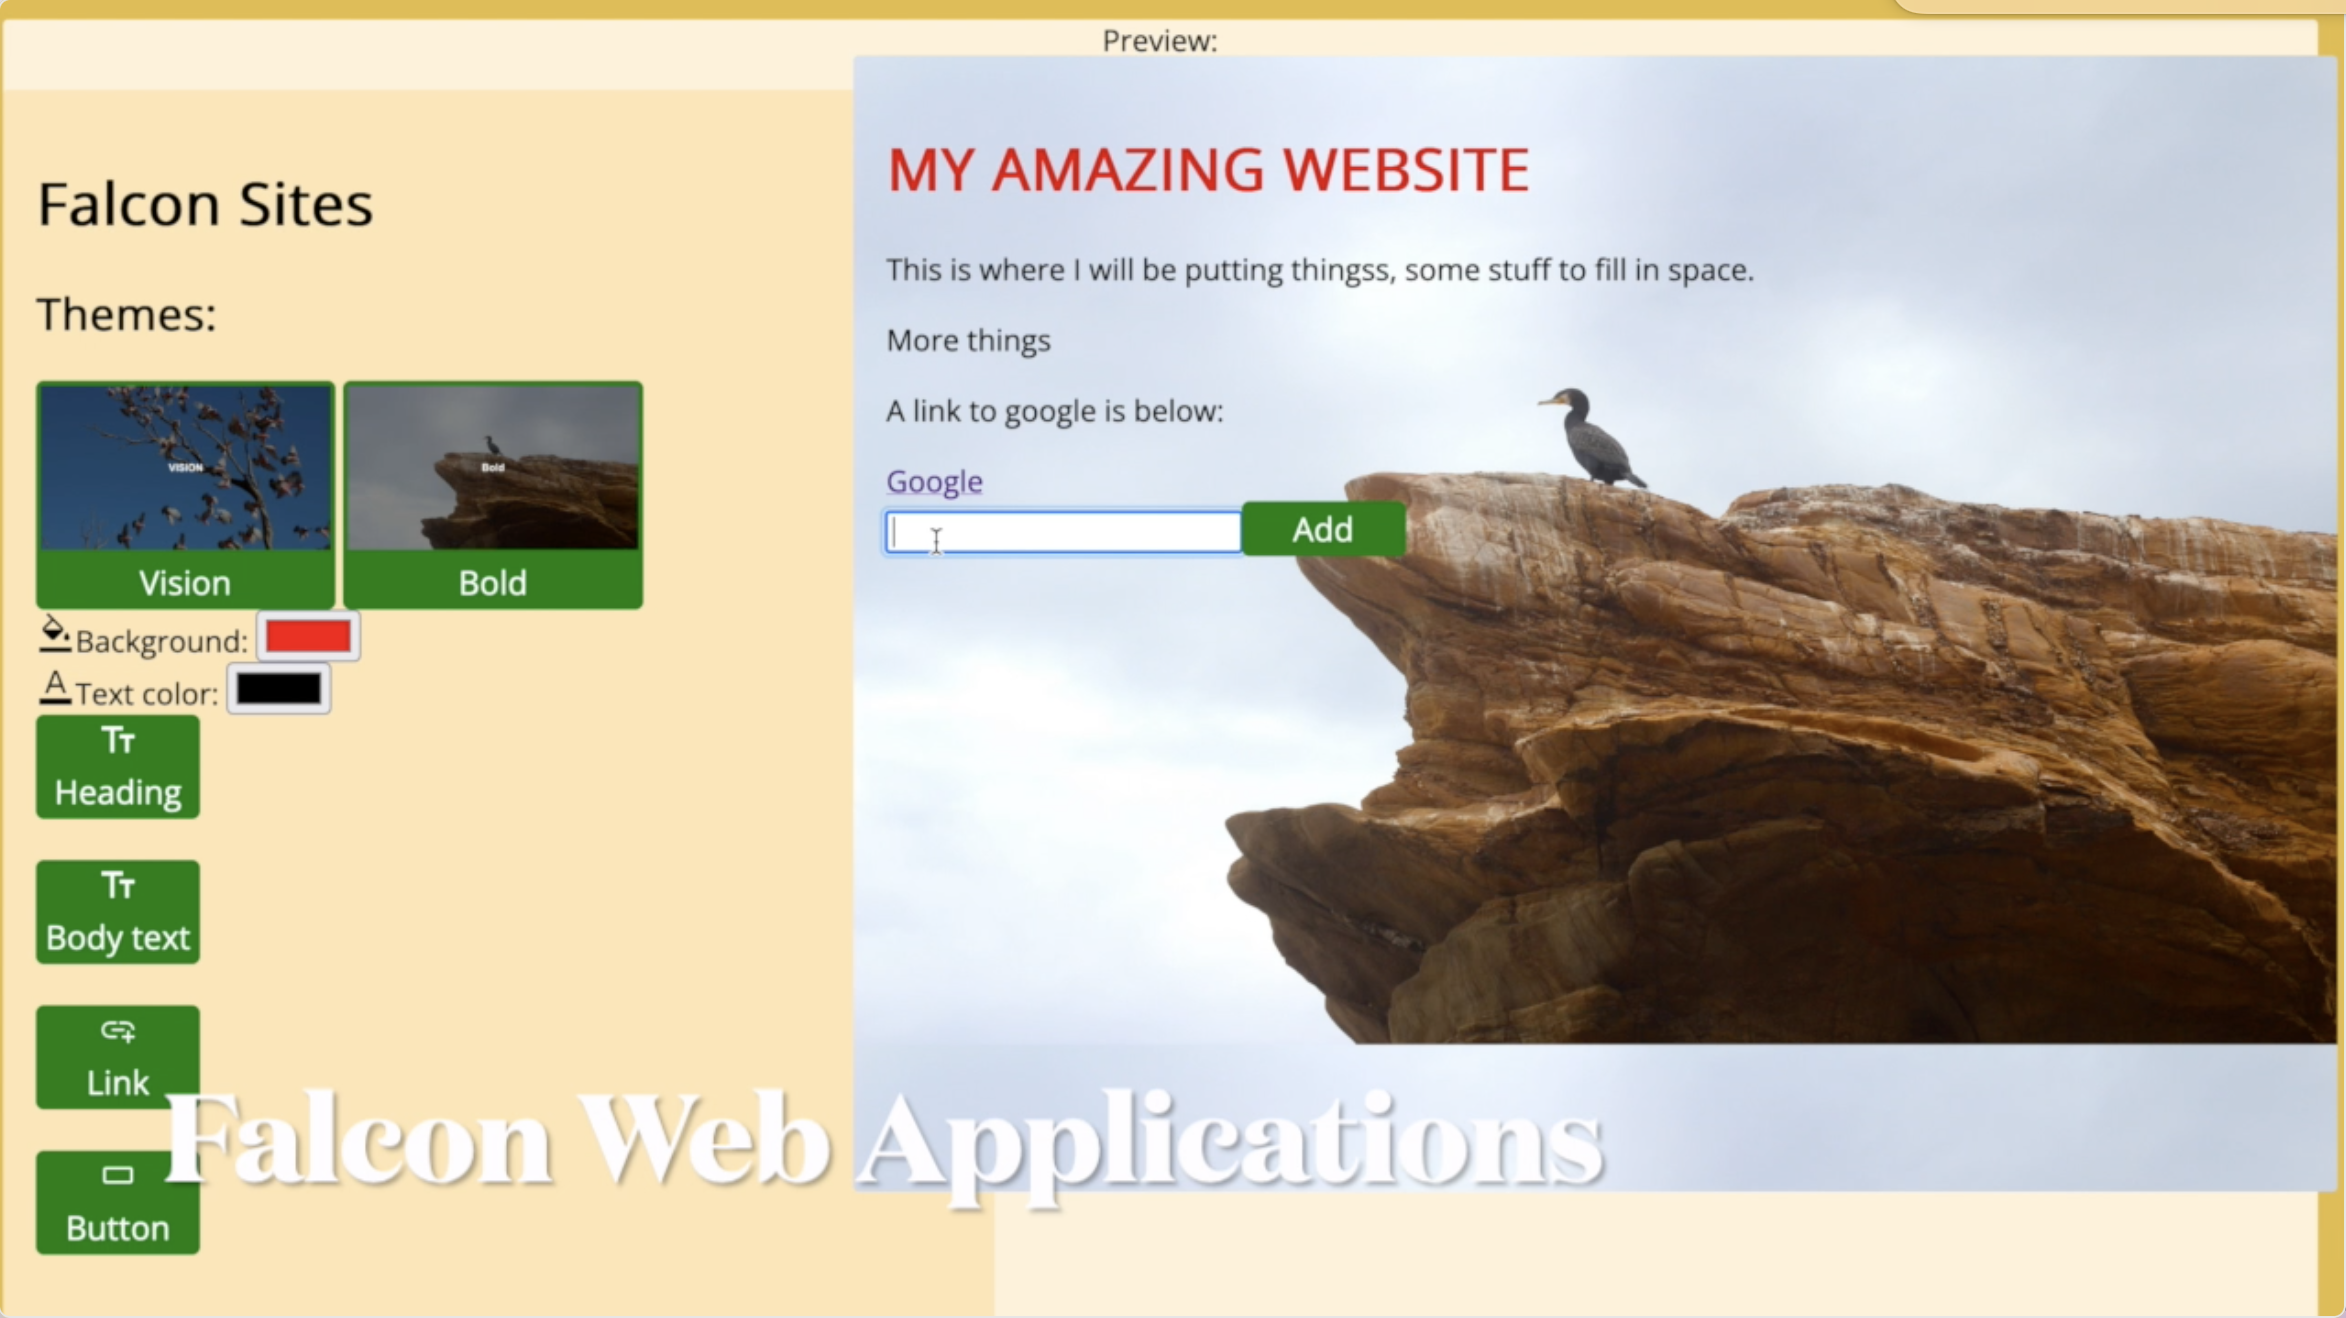 Preview:
Falcon Sites
Themes:
VISION
Bold
Vision
Bold
Background:
Text color:
Heading
Body text
Link
Button
MY AMAZING WEBSITE
This is where I will be putting thingss, some stuff to fill in space.
More things
A link to google is below:
Google
Add
Falcon Web Applications